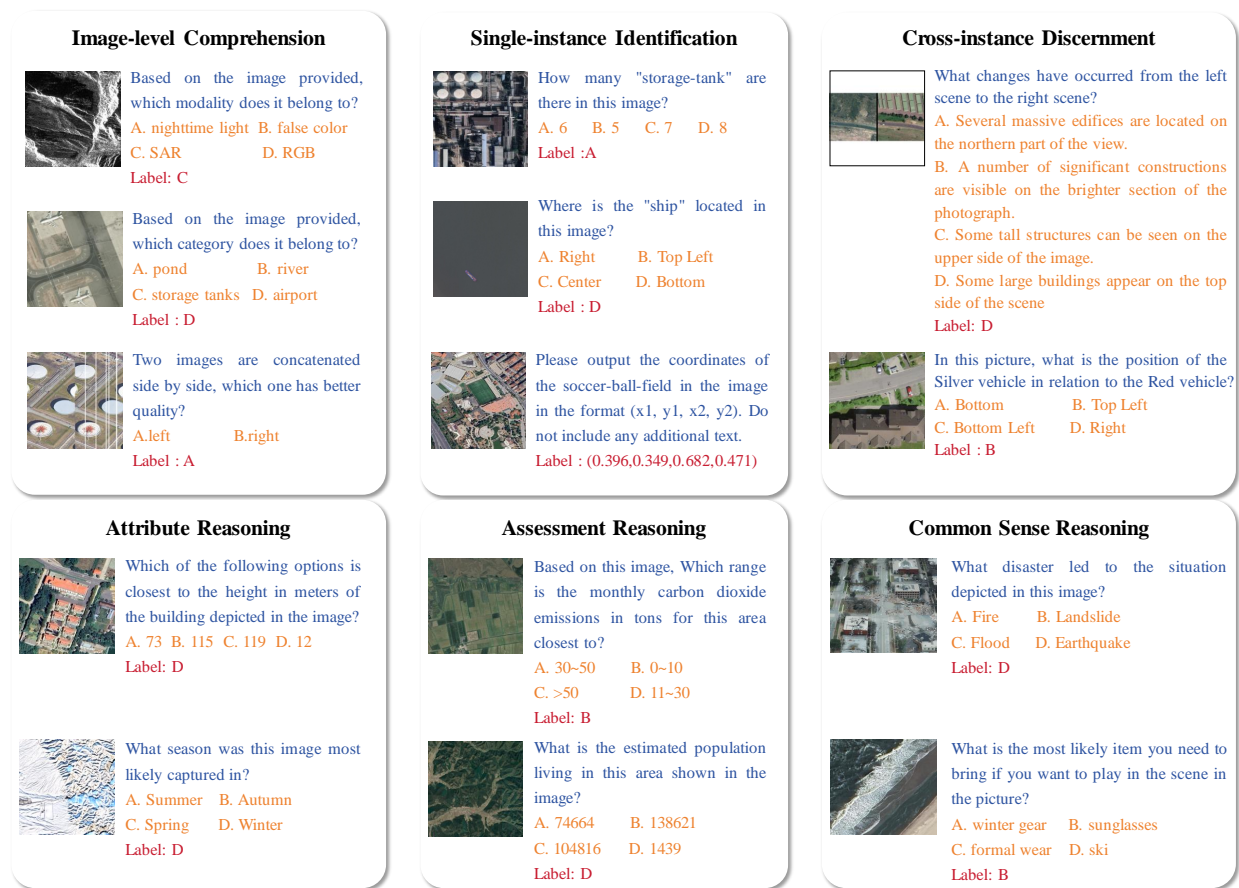 Image-level Comprehension
Based on the image provided,
which modality does it belong to?
A. nighttime light B. false color
C. SAR D. RGB
Label: C
Based on the image provided,
which category does it belong to?
A. pond B. river
C. storage tanks D. airport
Label : D
Two images are concatenated
side by side, which one has better
quality?
A.left B.right
Label : A
Single-instance Identification
How many "storage-tank" are
there in this image?
A. 6 B. 5 C. 7 D. 8
Label :A
Where is the "ship" located in
this image?
A. Right B. Top Left
C. Center D. Bottom
Label : D
Please output the coordinates of
the soccer-ball-field in the image
in the format (x1, y1, x2, y2). Do
not include any additional text.
Label : (0.396,0.349,0.682,0.471)
Cross-instance Discernment
What changes have occurred from the left
scene to the right scene?
A. Several massive edifices are located on
the northern part of the view.
B. A number of significant constructions
are visible on the brighter section of the
photograph.
C. Some tall structures can be seen on the
upper side of the image.
D. Some large buildings appear on the top
side of the scene
Label: D
In this picture, what is the position of the
Silver vehicle in relation to the Red vehicle?
A. Bottom B. Top Left
C. Bottom Left D. Right
Label : B
Attribute Reasoning
Which of the following options is
closest to the height in meters of
the building depicted in the image?
A. 73 B. 115 C. 119 D. 12
Label: D
What season was this image most
likely captured in?
A. Summer B. Autumn
C. Spring D. Winter
Label: D
Assessment Reasoning
Based on this image, Which range
is the monthly carbon dioxide
emissions in tons for this area
closest to?
A. 30~50 B. 0~10
C. >50 D. 11~30
Label: B
What is the estimated population
living in this area shown in the
image?
A. 74664 B. 138621
C. 104816 D. 1439
Label: D
Common Sense Reasoning
What disaster led to the situation
depicted in this image?
A. Fire B. Landslide
C. Flood D. Earthquake
Label: D
What is the most likely item you need to
bring if you want to play in the scene in
the picture?
A. winter gear B. sunglasses
C. formal wear D. ski
Label: B